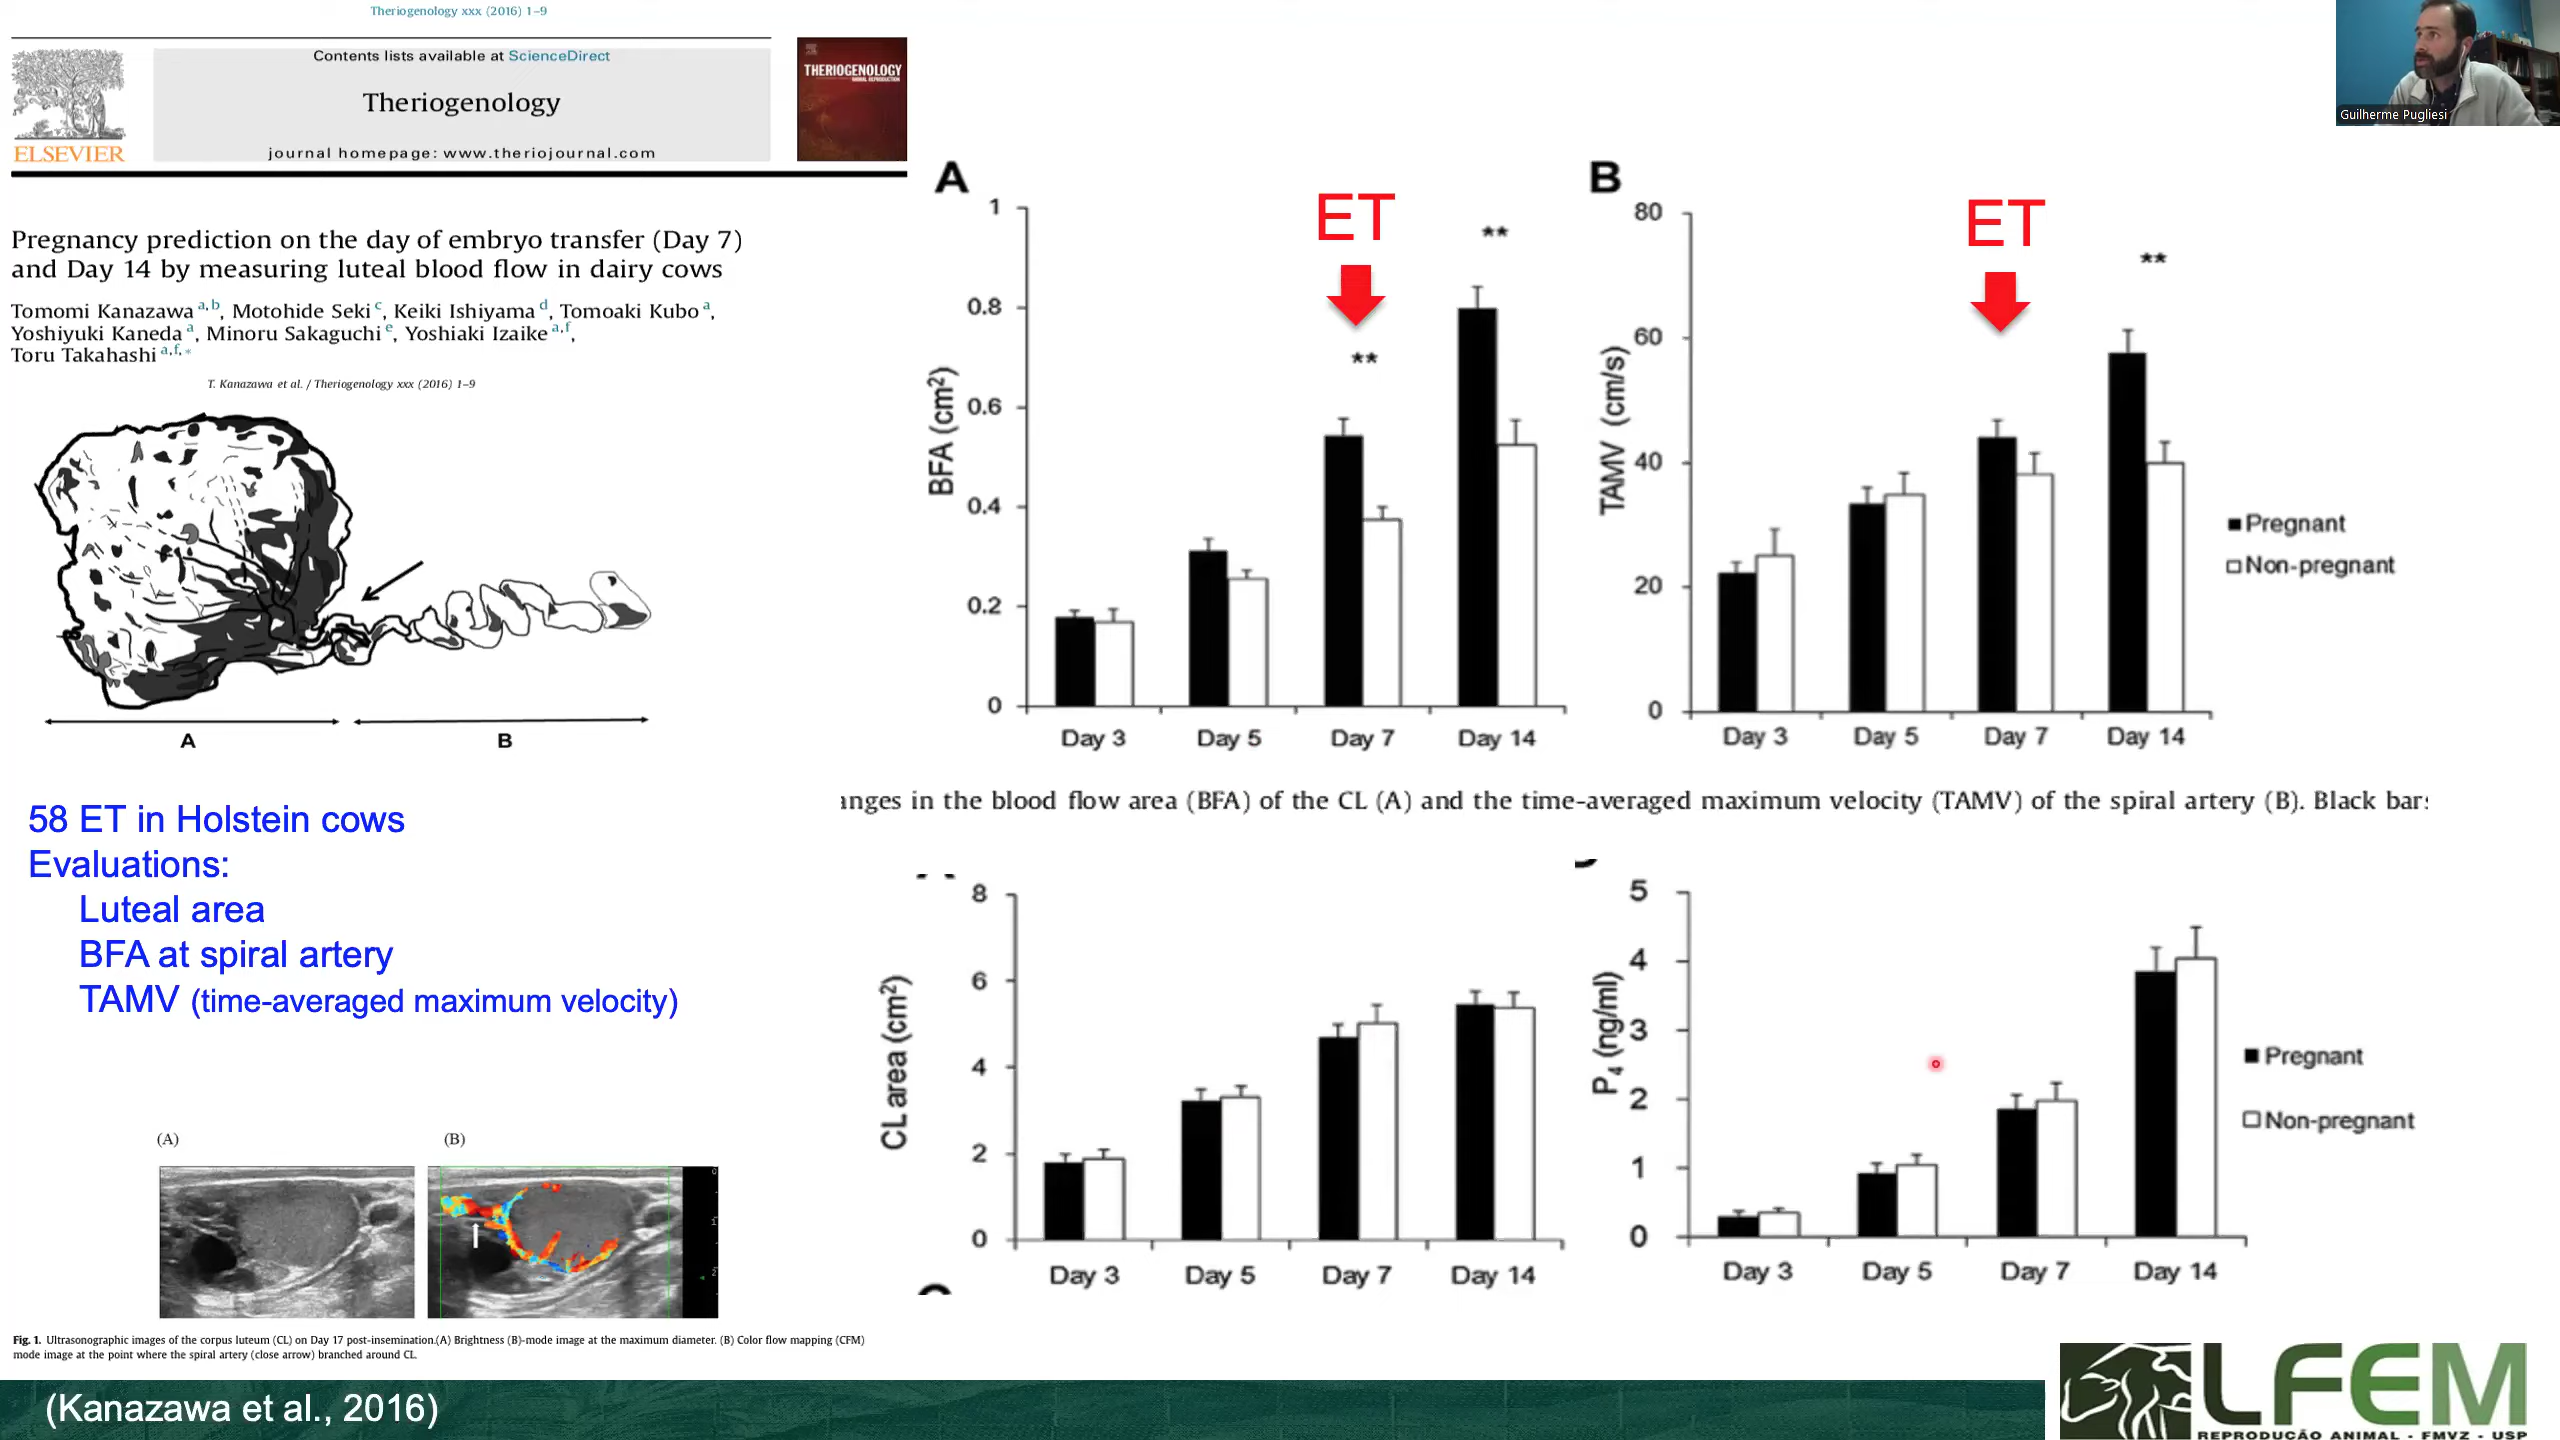 Theriogenology xxx (2016) 1–9
Contents lists available at ScienceDirect
Theriogenology
journal homepage: www.theriojournal.com
ELSEVIER
THERIOGENOLOGY
Guilherme Pugliesi
Pregnancy prediction on the day of embryo transfer (Day 7)
and Day 14 by measuring luteal blood flow in dairy cows
Tomomi Kanazawa a,b, Motohide Seki c, Keiki Ishiyama d, Tomoaki Kubo a,
Yoshiyuki Kaneda a, Minoru Sakaguchi e, Yoshiaki Izaike a,f,
Toru Takahashi a,f,*
T. Kanazawa et al. / Theriogenology xxx (2016) 1–9
A
B
58 ET in Holstein cows
Evaluations:
Luteal area
BFA at spiral artery
TAMV (time-averaged maximum velocity)
(A)
(B)
Fig. 1. Ultrasonographic images of the corpus luteum (CL) on Day 17 post-insemination.(A) Brightness (B)-mode image at the maximum diameter. (B) Color flow mapping (CFM)
mode image at the point where the spiral artery (close arrow) branched around CL.
(Kanazawa et al., 2016)
A
ET
**
**
BFA (cm²)
1
0.8
0.6
0.4
0.2
0
Day 3 Day 5 Day 7 Day 14
B
ET
**
TAMV (cm/s)
80
60
40
20
0
Day 3 Day 5 Day 7 Day 14
Pregnant
Non-pregnant
anges in the blood flow area (BFA) of the CL (A) and the time-averaged maximum velocity (TAMV) of the spiral artery (B). Black bars
CL area (cm²)
8
6
4
2
0
Day 3 Day 5 Day 7 Day 14
P₄ (ng/ml)
5
4
3
2
1
0
Day 3 Day 5 Day 7 Day 14
Pregnant
Non-pregnant
LFEM
REPRODUÇÃO ANIMAL - FMVZ - USP